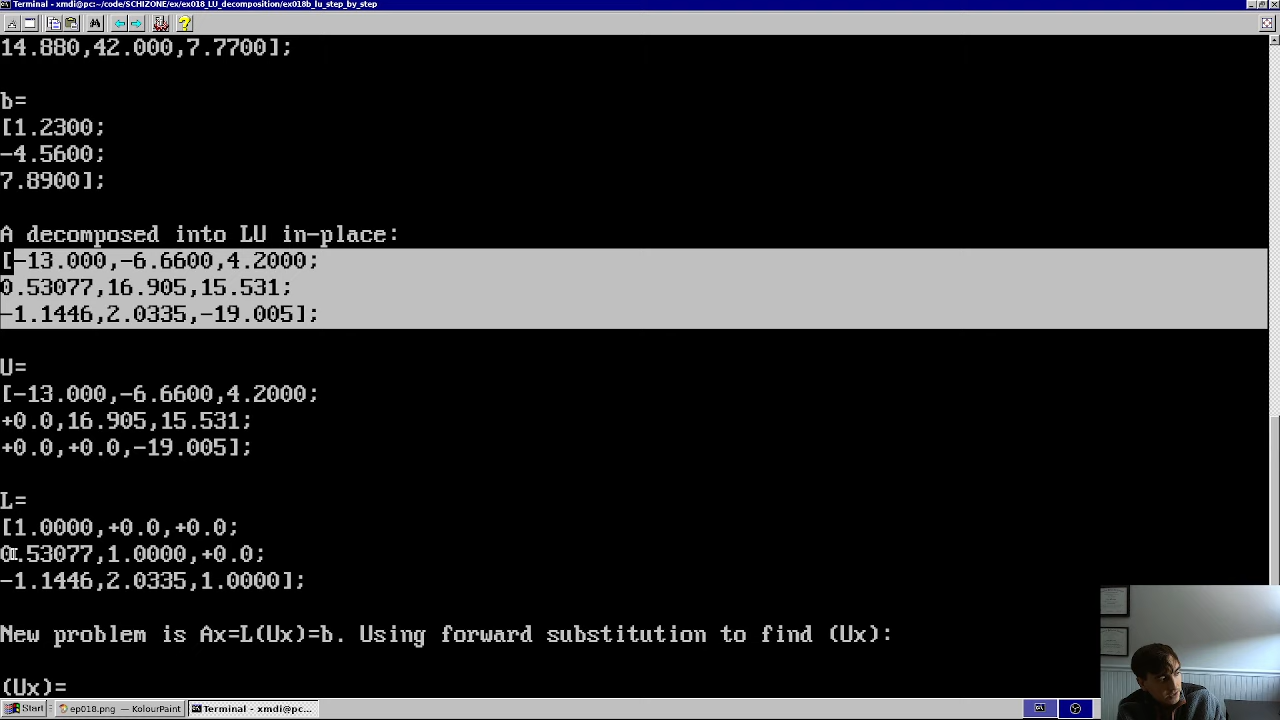 Terminal - xmdi@pc:~/code/SCHIZONE/ex/ex018_LU_decomposition/ex018b_lu_step_by_step
14.880,42.000,7.7700];
b=
[1.2300;
-4.5600;
7.8900];
A decomposed into LU in-place:
[-13.000,-6.6600,4.2000;
0.53077,16.905,15.531;
-1.1446,2.0335,-19.005];
U=
[-13.000,-6.6600,4.2000;
+0.0,16.905,15.531;
+0.0,+0.0,-19.005];
L=
[1.0000,+0.0,+0.0;
0.53077,1.0000,+0.0;
-1.1446,2.0335,1.0000];
New problem is Ax=L(Ux)=b. Using forward substitution to find (Ux):
(Ux)=
Start ep018.png — KolourPaint Terminal - xmdi@pc...